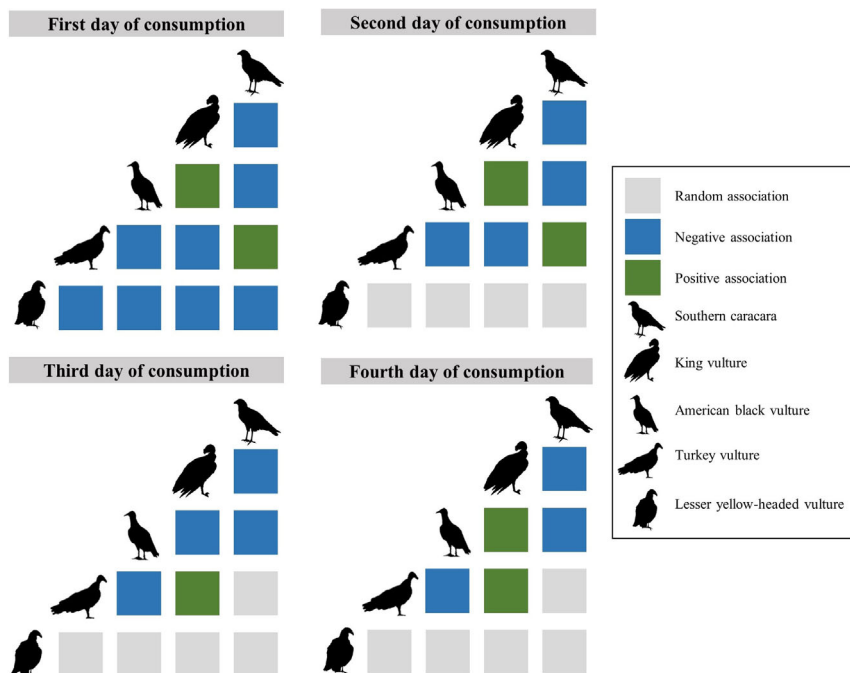 First day of consumption
Second day of consumption
Random association
Negative association
Positive association
Southern caracara
King vulture
American black vulture
Turkey vulture
Lesser yellow-headed vulture
Third day of consumption
Fourth day of consumption